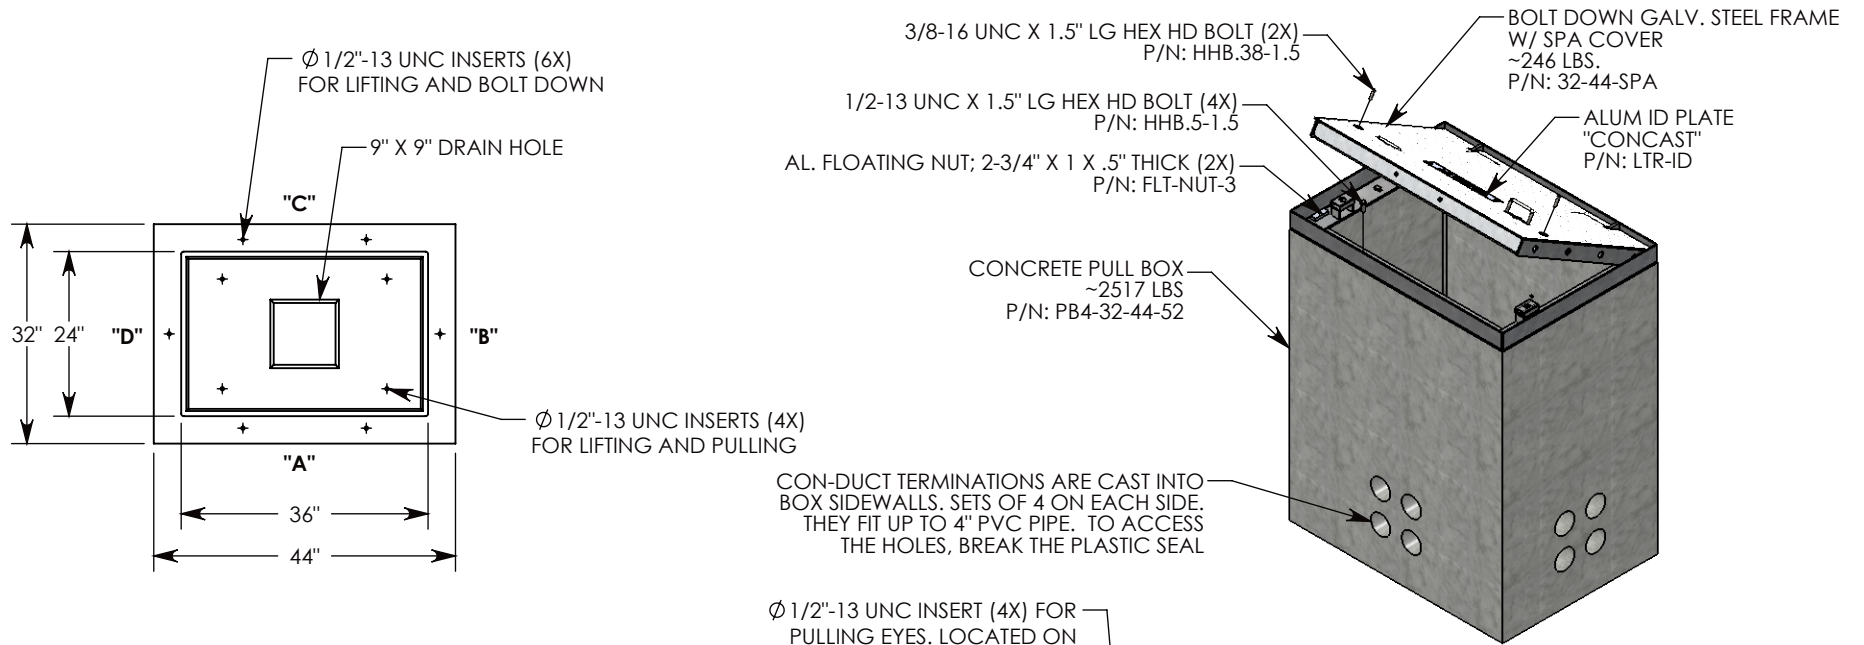 Ø 1/2"-13 UNC INSERTS (6X)
FOR LIFTING AND BOLT DOWN
9" X 9" DRAIN HOLE
"C"
32"
24"
"D"
"B"
Ø 1/2"-13 UNC INSERTS (4X)
FOR LIFTING AND PULLING
"A"
36"
44"
3/8-16 UNC X 1.5" LG HEX HD BOLT (2X)
P/N: HHB.38-1.5
1/2-13 UNC X 1.5" LG HEX HD BOLT (4X)
P/N: HHB.5-1.5
AL. FLOATING NUT; 2-3/4" X 1 X .5" THICK (2X)
P/N: FLT-NUT-3
BOLT DOWN GALV. STEEL FRAME
W/ SPA COVER
~246 LBS.
P/N: 32-44-SPA
ALUM ID PLATE
"CONCAST"
P/N: LTR-ID
CONCRETE PULL BOX
~2517 LBS
P/N: PB4-32-44-52
CON-DUCT TERMINATIONS ARE CAST INTO
BOX SIDEWALLS. SETS OF 4 ON EACH SIDE.
THEY FIT UP TO 4" PVC PIPE. TO ACCESS
THE HOLES, BREAK THE PLASTIC SEAL
Ø 1/2"-13 UNC INSERT (4X) FOR
PULLING EYES. LOCATED ON